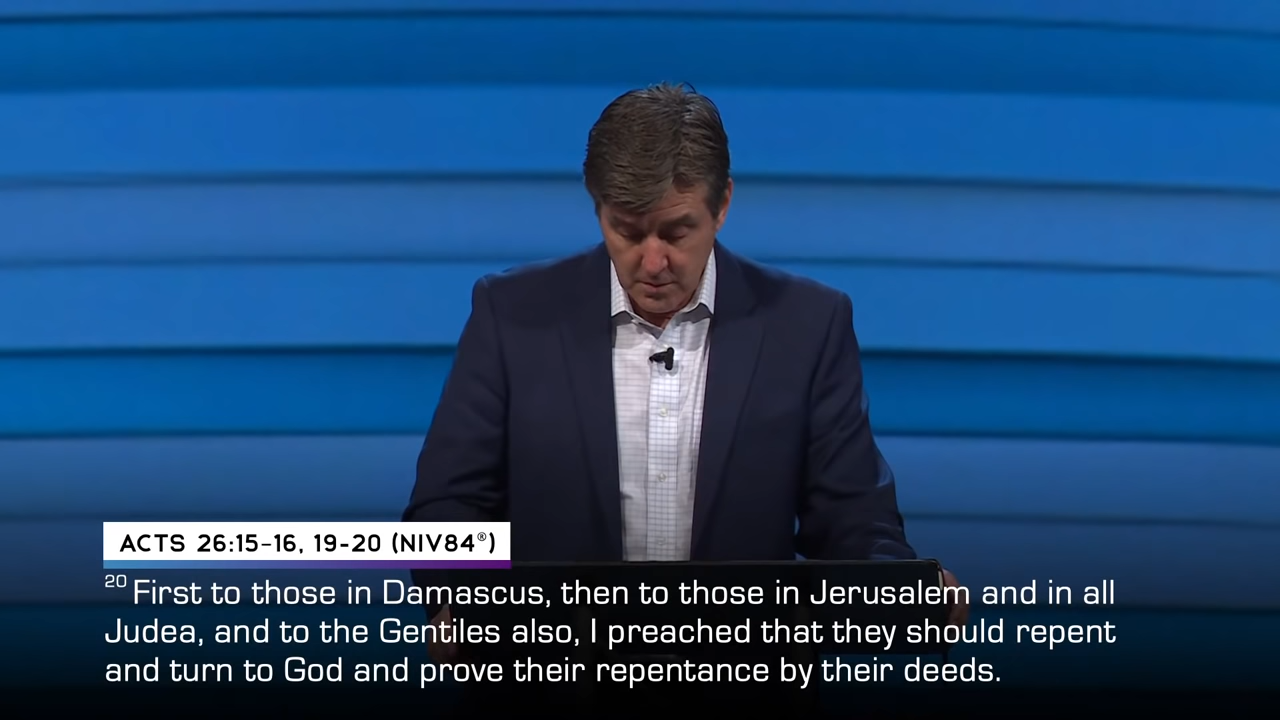 ACTS 26:15-16, 19-20 (NIV84®)
20 First to those in Damascus, then to those in Jerusalem and in all
Judea, and to the Gentiles also, I preached that they should repent
and turn to God and prove their repentance by their deeds.